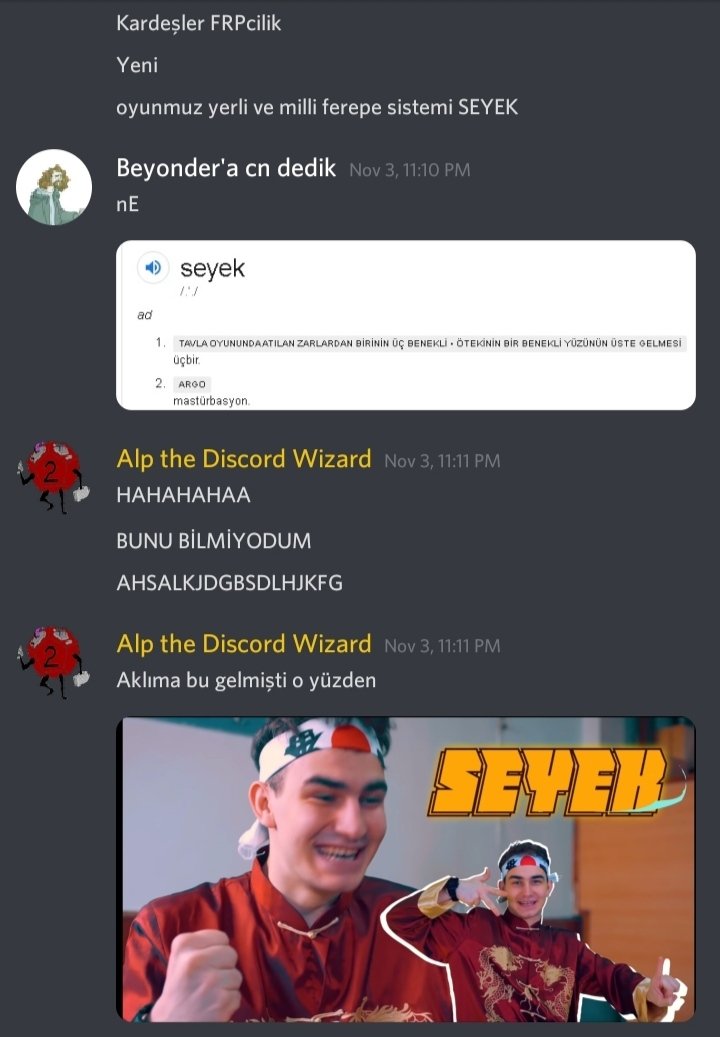 Kardeşler FRPcilik
Yeni
oyunmuz yerli ve milli ferepe sistemi SEYEK
Beyonder'a cn dedik Nov 3, 11:10 PM
nE
seyek
/.'./
ad
1. TAVLA OYUNUNDA ATILAN ZARLARDAN BİRİNİN ÜÇ BENEKLİ • ÖTEKİNİN BİR BENEKLİ YÜZÜNÜN ÜSTE GELMESİ
üçbir.
2. ARGO
mastürbasyon.
2
Alp the Discord Wizard Nov 3, 11:11 PM
HAHAHAHAA
BUNU BİLMİYODUM
AHSALKJDGBSDLHJKFG
2
Alp the Discord Wizard Nov 3, 11:11 PM
Aklıma bu gelmişti o yüzden
SEYEK